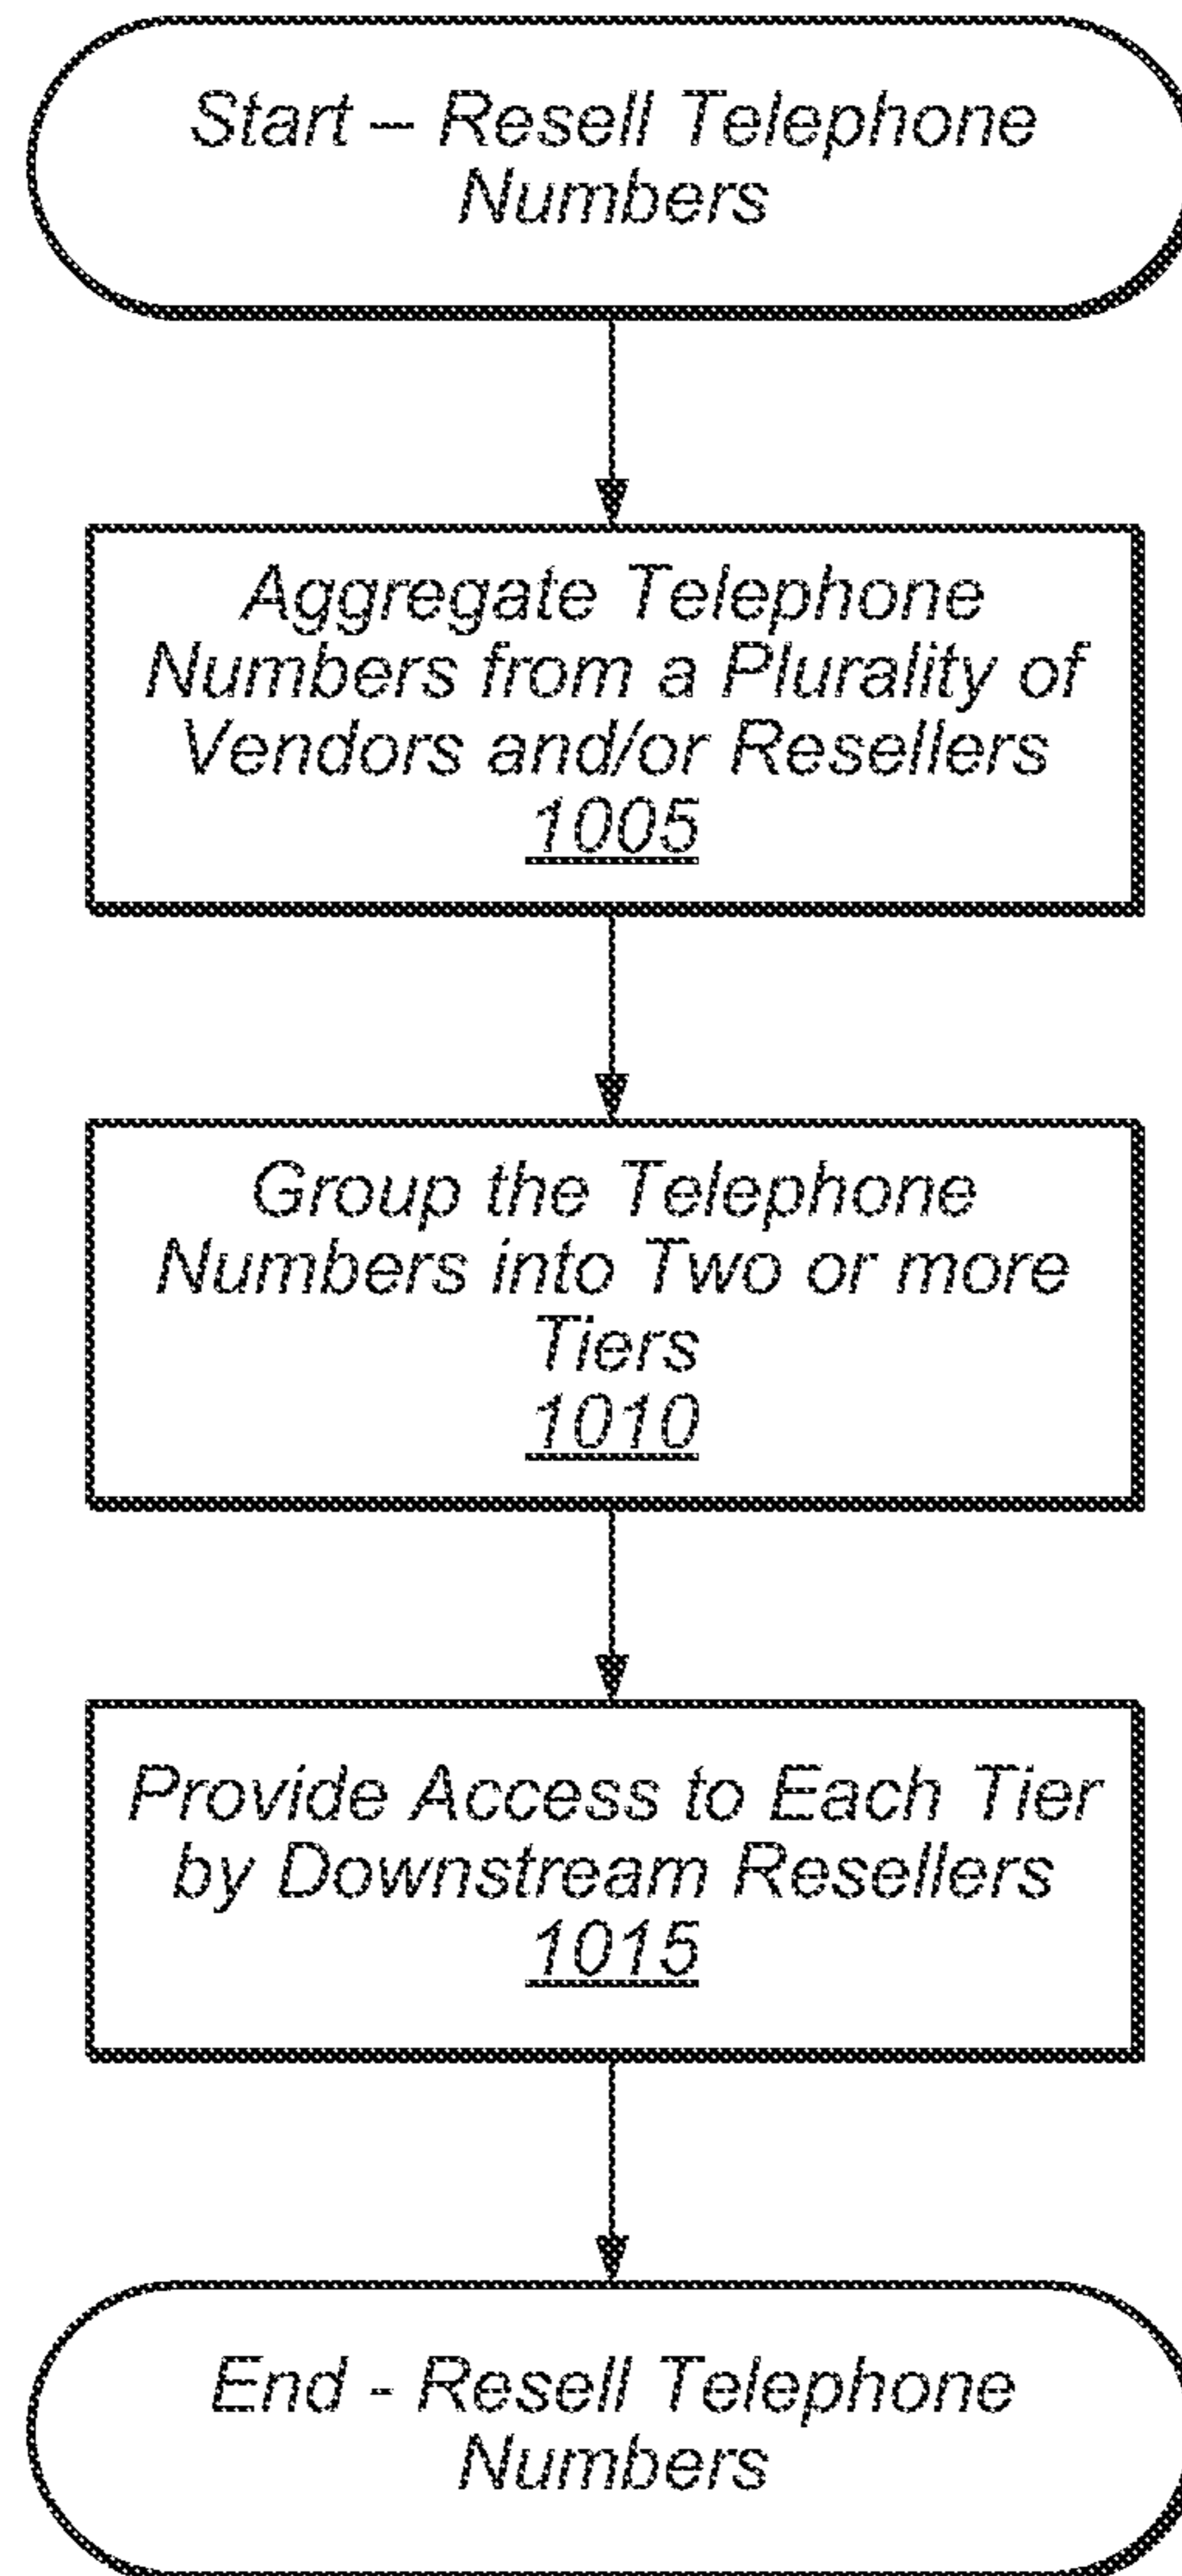 Start – Resell Telephone
Numbers
Aggregate Telephone
Numbers from a Plurality of
Vendors and/or Resellers
1005
Group the Telephone
Numbers into Two or more
Tiers
1010
Provide Access to Each Tier
by Downstream Resellers
1015
End - Resell Telephone
Numbers